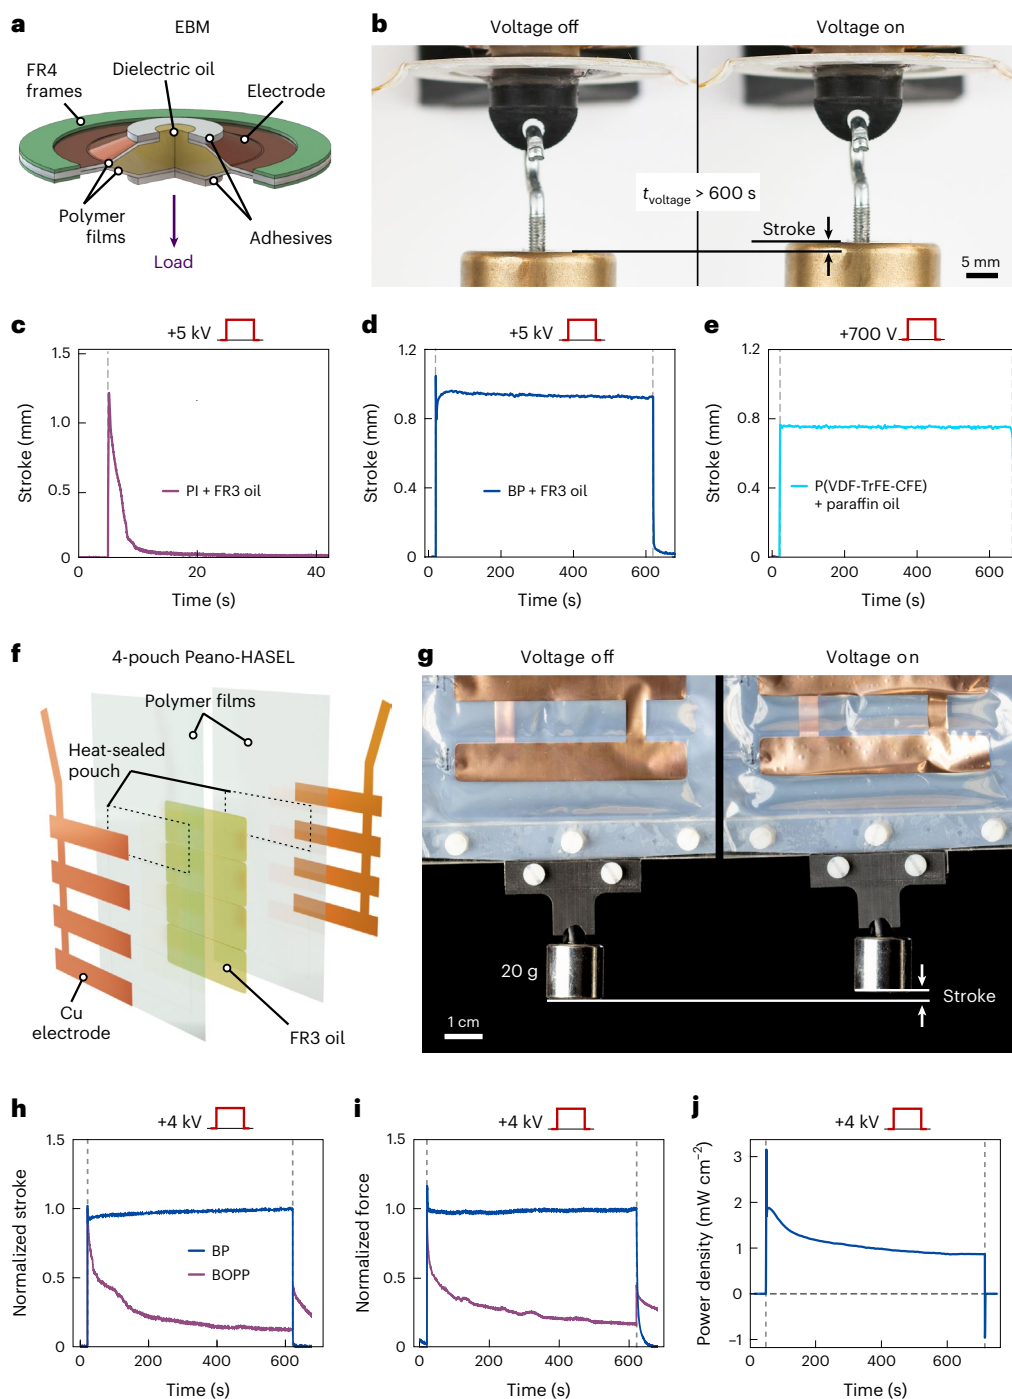 a
EBM
Dielectric oil
FR4
frames
Electrode
Polymer
films
Adhesives
Load
b
Voltage off
Voltage on
t voltage > 600 s
Stroke
5 mm
c
+5 kV
1.5
1.0
0.5
0
Stroke (mm)
PI + FR3 oil
0
20
40
Time (s)
d
+5 kV
1.2
0.8
0.4
0
Stroke (mm)
BP + FR3 oil
0
200
400
600
Time (s)
e
+700 V
1.2
0.8
0.4
0
Stroke (mm)
P(VDF-TrFE-CFE)
+ paraffin oil
0
200
400
600
Time (s)
f
4-pouch Peano-HASEL
Polymer films
Heat-sealed
pouch
Cu
electrode
FR3 oil
g
Voltage off
Voltage on
20 g
Stroke
1 cm
h
+4 kV
1.5
1.0
0.5
0
Normalized stroke
BP
BOPP
0
200
400
600
Time (s)
i
+4 kV
1.5
1.0
0.5
0
Normalized force
0
200
400
600
Time (s)
j
+4 kV
3
2
1
0
-1
Power density (mW cm⁻²)
0
200
400
600
Time (s)